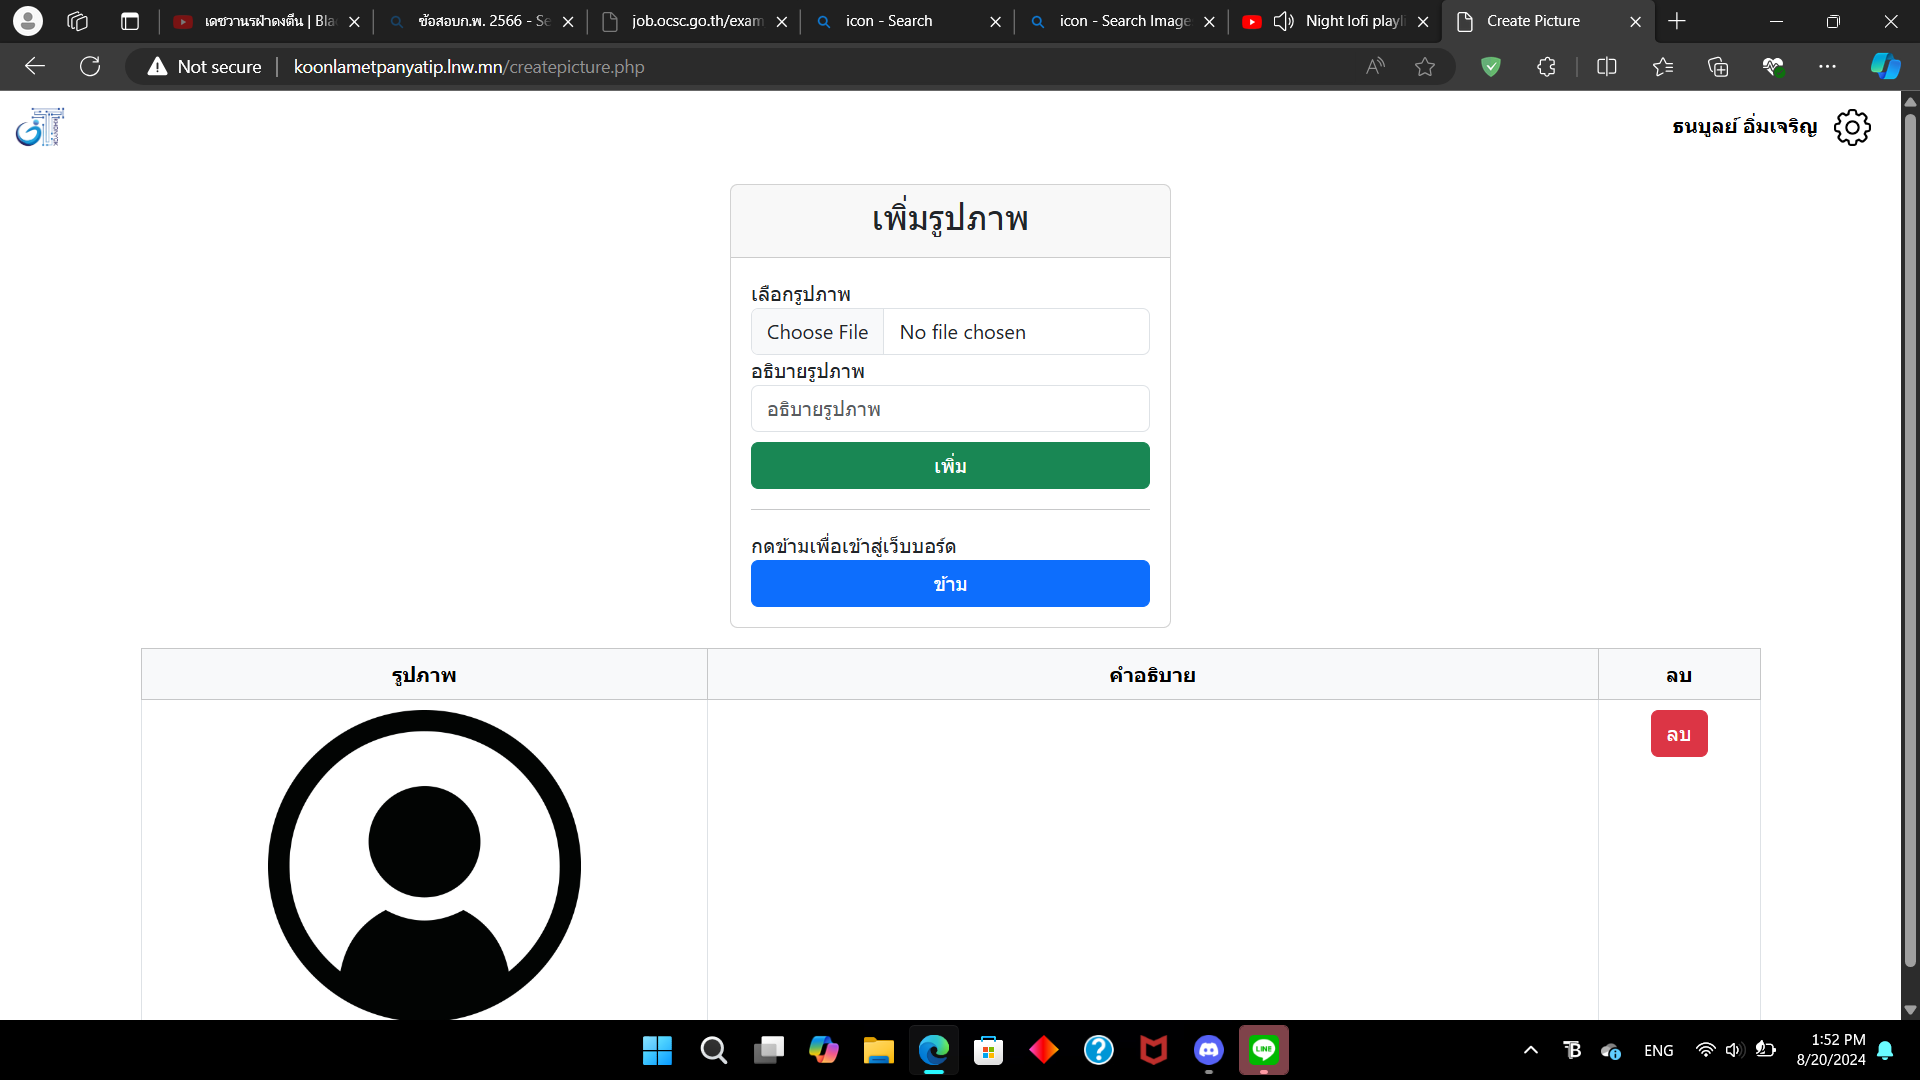 เดชวานรฝ่าดงตีน | Bla
ข้อสอบก.พ. 2566 - Se
job.ocsc.go.th/exam
icon - Search
icon - Search Image
Night lofi playli
Create Picture
Not secure
koonlametpanyatip.lnw.mn/createpicture.php
ธนบูลย์ อิ่มเจริญ
เพิ่มรูปภาพ
เลือกรูปภาพ
Choose File No file chosen
อธิบายรูปภาพ
อธิบายรูปภาพ
เพิ่ม
กดข้ามเพื่อเข้าสู่เว็บบอร์ด
ข้าม
รูปภาพ คำอธิบาย ลบ
ลบ
LINE
ENG
1:52 PM
8/20/2024